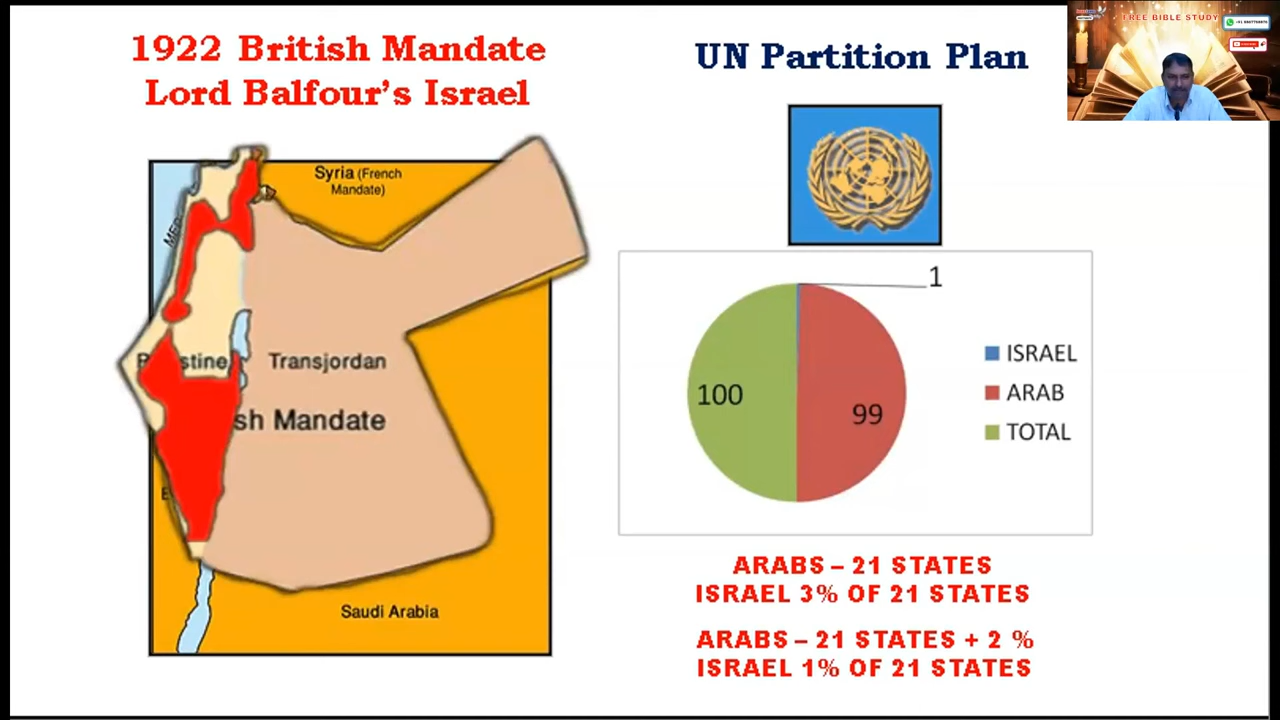 1922 British Mandate
Lord Balfour's Israel
UN Partition Plan
FREE BIBLE STUDY
Syria (French
Mandate)
Transjordan
sh Mandate
Saudi Arabia
1
100
99
ISRAEL
ARAB
TOTAL
ARABS – 21 STATES
ISRAEL 3% OF 21 STATES
ARABS – 21 STATES + 2 %
ISRAEL 1% OF 21 STATES